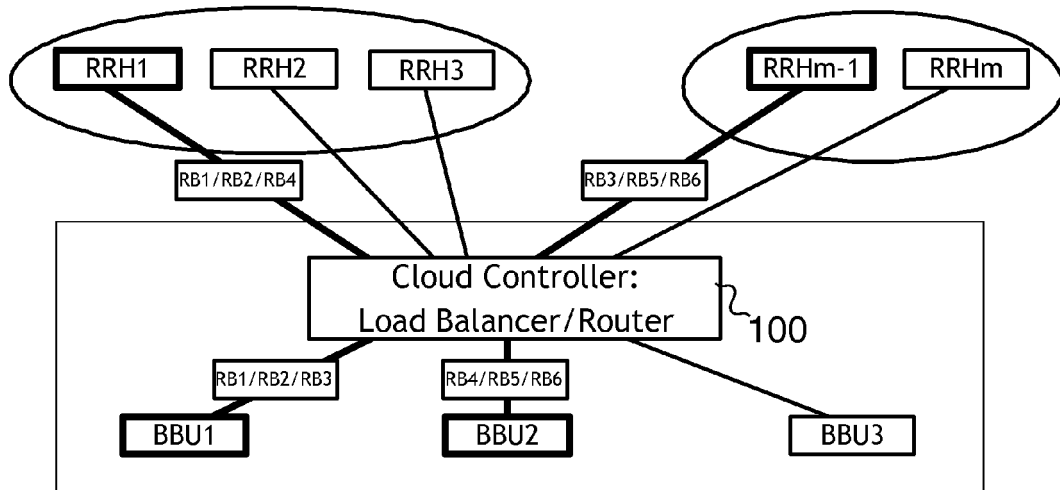 RRH1
RRH2
RRH3
RRHm-1
RRHm
RB1/RB2/RB4
RB3/RB5/RB6
Cloud Controller:
Load Balancer/Router
100
RB1/RB2/RB3
RB4/RB5/RB6
BBU1
BBU2
BBU3